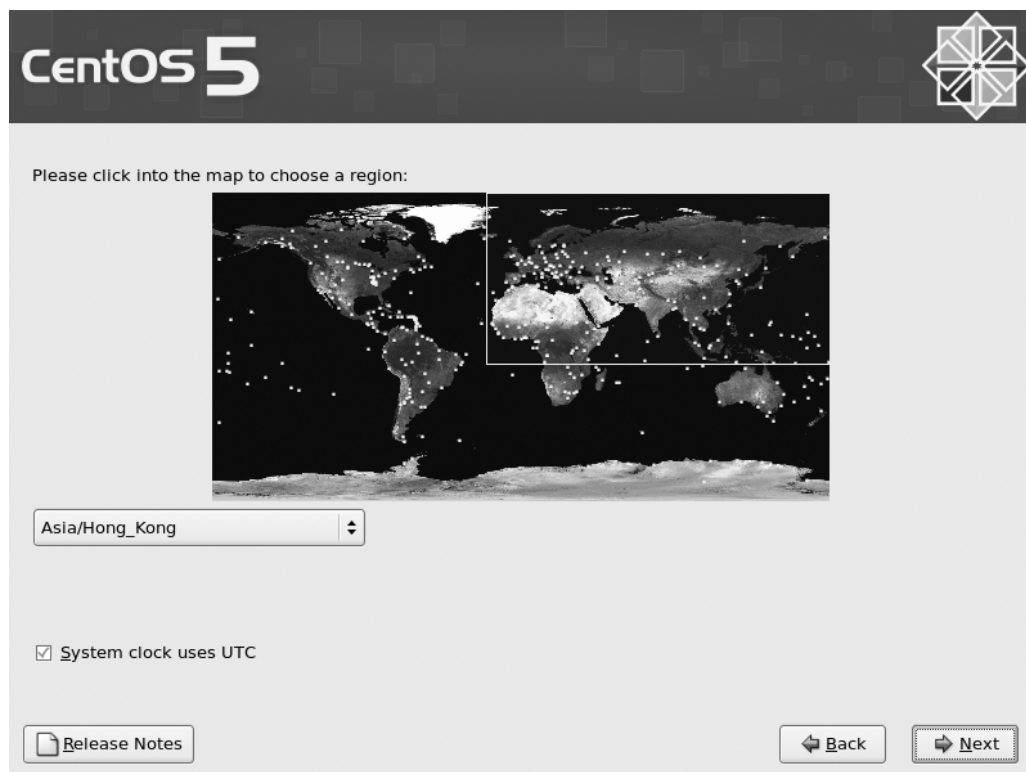 CentOS 5
Please click into the map to choose a region:
Asia/Hong_Kong
System clock uses UTC
Release Notes
Back
Next